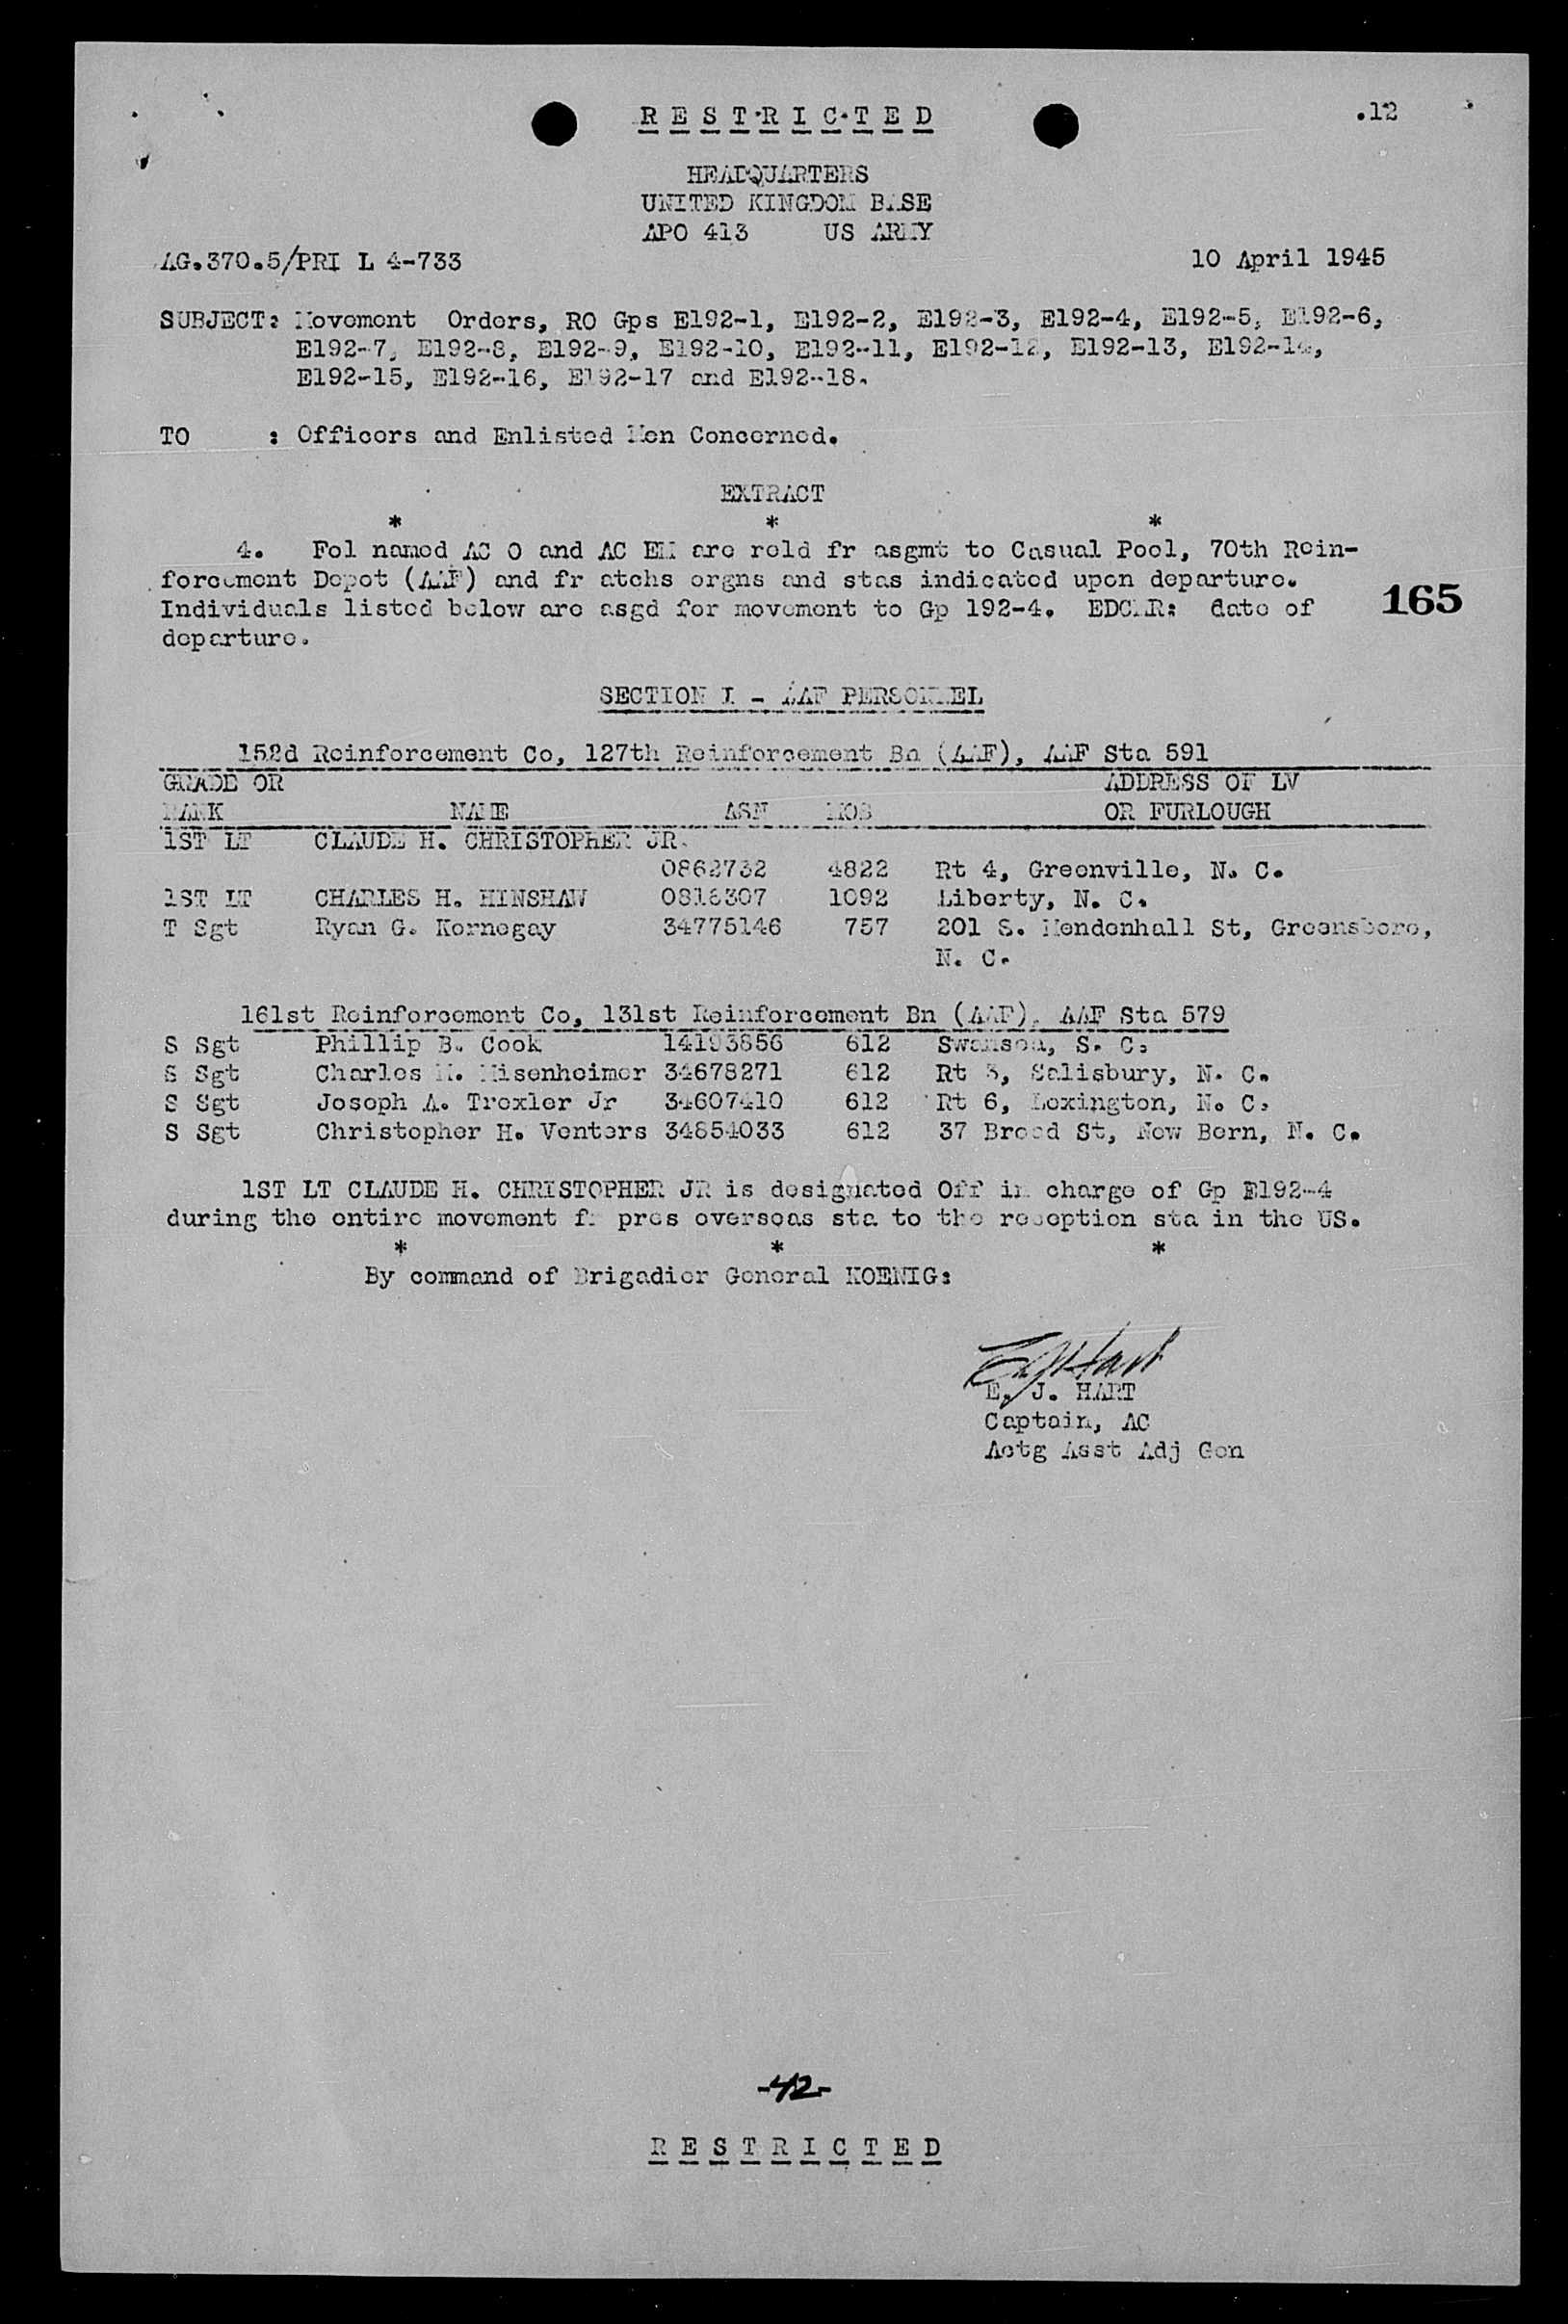 R E S T R I C T E D
.12
HEADQUARTERS
UNITED KINGDOM BASE
APO 413 US ARMY
AG.370.5/PRI L 4-733 10 April 1945
SUBJECT: Movement Orders, RO Gps E192-1, E192-2, E192-3, E192-4, E192-5, E192-6,
E192-7, E192-8, E192-9, E192-10, E192-11, E192-12, E192-13, E192-14,
E192-15, E192-16, E192-17 and E192-18.
TO : Officers and Enlisted Men Concerned.
EXTRACT
* * *
4. Fol named AC O and AC EM are reld fr asgmt to Casual Pool, 70th Rein-
forcement Depot (AAF) and fr atchs orgns and stas indicated upon departure.
Individuals listed below are asgd for movement to Gp 192-4. EDCMR: date of
departure.
165
SECTION I - AAF PERSONNEL
152d Reinforcement Co, 127th Reinforcement Bn (AAF), AAF Sta 591
GRADE OR ADDRESS OF LV
RANK NAME ASN MOS OR FURLOUGH
1ST LT CLAUDE H. CHRISTOPHER JR.
0862732 4822 Rt 4, Greenville, N. C.
1ST LT CHARLES H. HINSHAW 0818307 1092 Liberty, N. C.
T Sgt Ryan G. Kornegay 34775146 757 201 S. Mendenhall St, Greensboro,
N. C.
161st Reinforcement Co, 131st Reinforcement Bn (AAF), AAF Sta 579
S Sgt Phillip B. Cook 14193856 612 S. C.
S Sgt Charles M. Misenheimer 34678271 612 Rt 3, Salisbury, N. C.
S Sgt Joseph A. Trexler Jr 34607410 612 Rt 6, Lexington, N. C.
S Sgt Christopher H. Venters 34854033 612 37 Broad St, New Bern, N. C.
1ST LT CLAUDE H. CHRISTOPHER JR is designated Off in charge of Gp E192-4
during the entire movement fr pres overseas sta to the reception sta in the US.
* * *
By command of Brigadier General KOENIG:
E J Hart
E. J. HART
Captain, AC
Actg Asst Adj Gen
-42-
R E S T R I C T E D